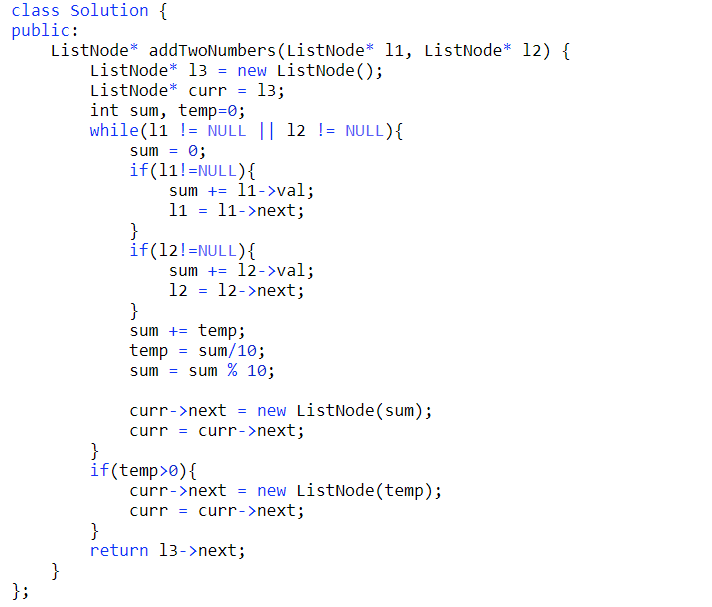 class Solution {
public:
    ListNode* addTwoNumbers(ListNode* l1, ListNode* l2) {
        ListNode* l3 = new ListNode();
        ListNode* curr = l3;
        int sum, temp=0;
        while(l1 != NULL || l2 != NULL){
            sum = 0;
            if(l1!=NULL){
                sum += l1->val;
                l1 = l1->next;
            }
            if(l2!=NULL){
                sum += l2->val;
                l2 = l2->next;
            }
            sum += temp;
            temp = sum/10;
            sum = sum % 10;

            curr->next = new ListNode(sum);
            curr = curr->next;
        }
        if(temp>0){
            curr->next = new ListNode(temp);
            curr = curr->next;
        }
        return l3->next;
    }
};